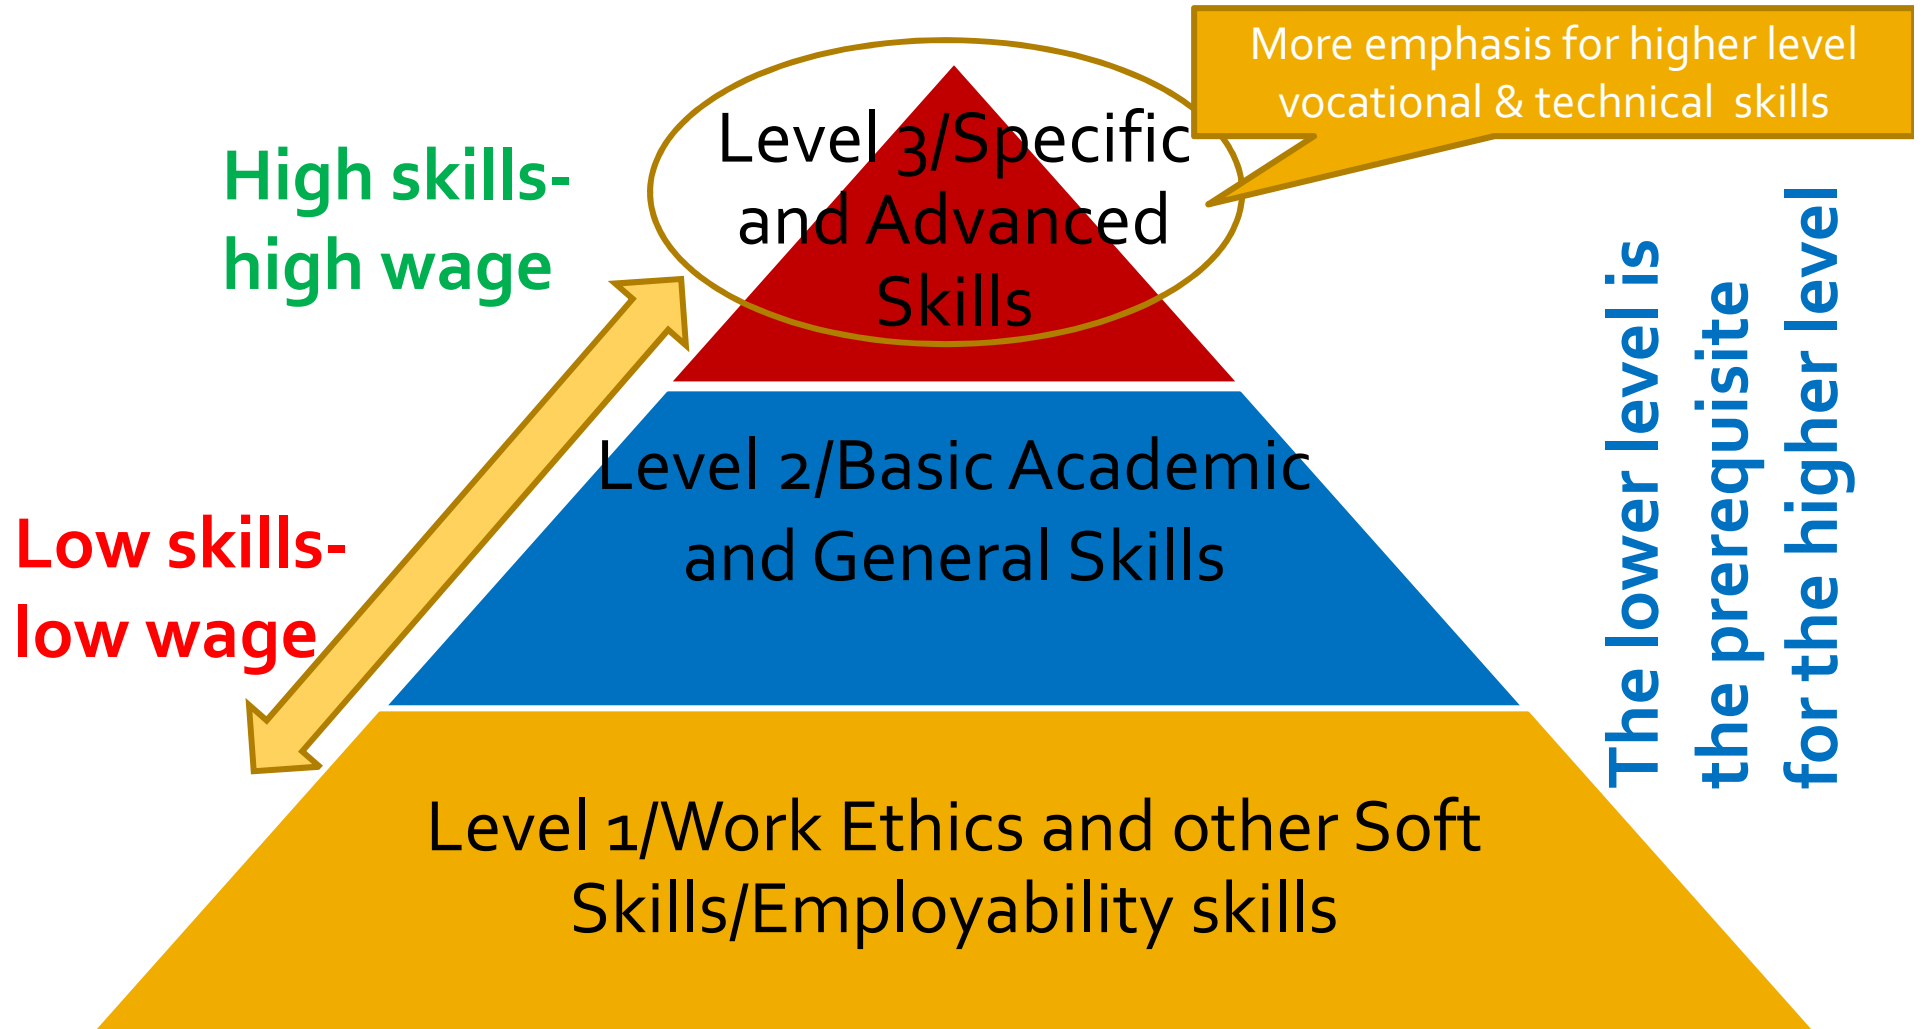 More emphasis for higher level
vocational & technical skills
Level 3/Specific
and Advanced
Skills
High skills-
high wage
Level 2/Basic Academic
and General Skills
Low skills-
low wage
Level 1/Work Ethics and other Soft
Skills/Employability skills
The lower level is
the prerequisite
for the higher level